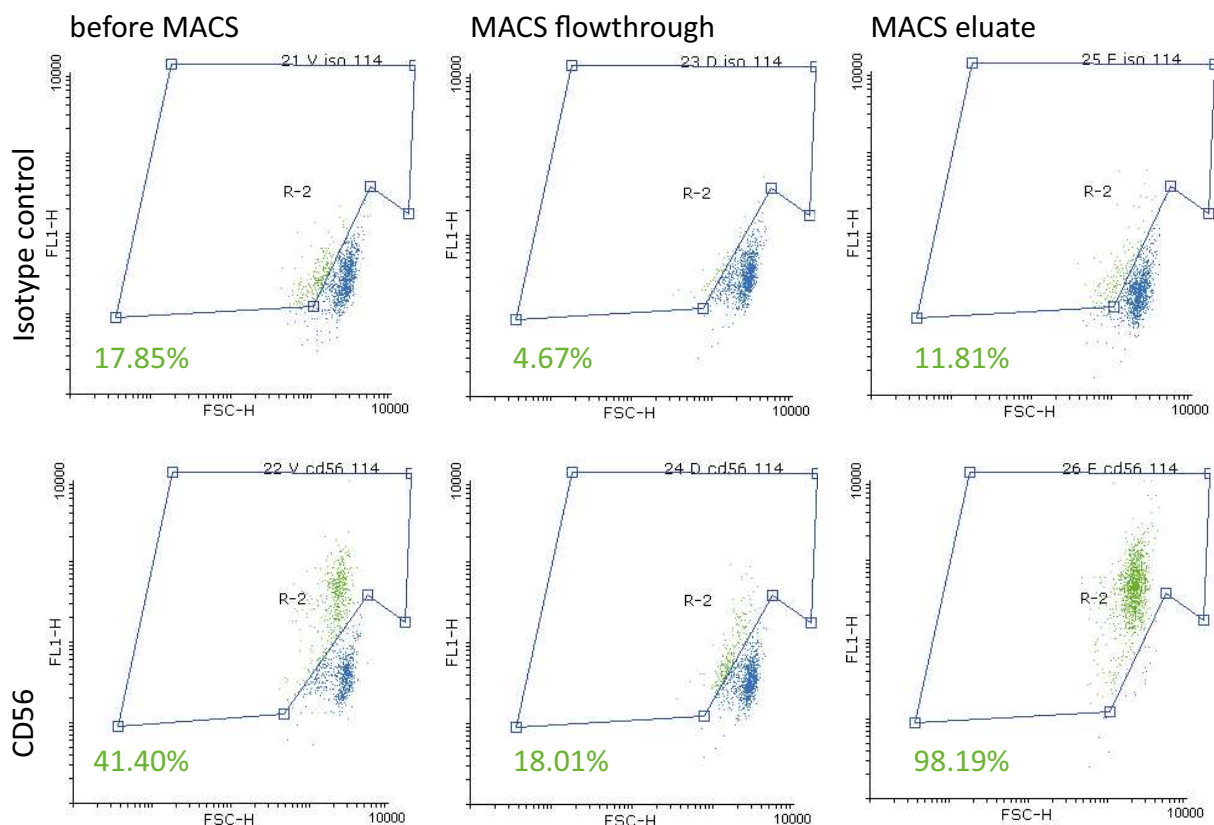 before MACS
MACS flowthrough
MACS eluate
Isotype control
21 V iso 114
10000
R-2
FL1-H
17.85%
FSC-H
10000
23 D iso 114
10000
R-2
FL1-H
4.67%
FSC-H
10000
25 E iso 114
10000
R-2
FL1-H
11.81%
FSC-H
10000
CD56
22 V cd56 114
10000
R-2
FL1-H
41.40%
FSC-H
10000
24 D cd56 114
10000
R-2
FL1-H
18.01%
FSC-H
10000
26 E cd56 114
10000
R-2
FL1-H
98.19%
FSC-H
10000